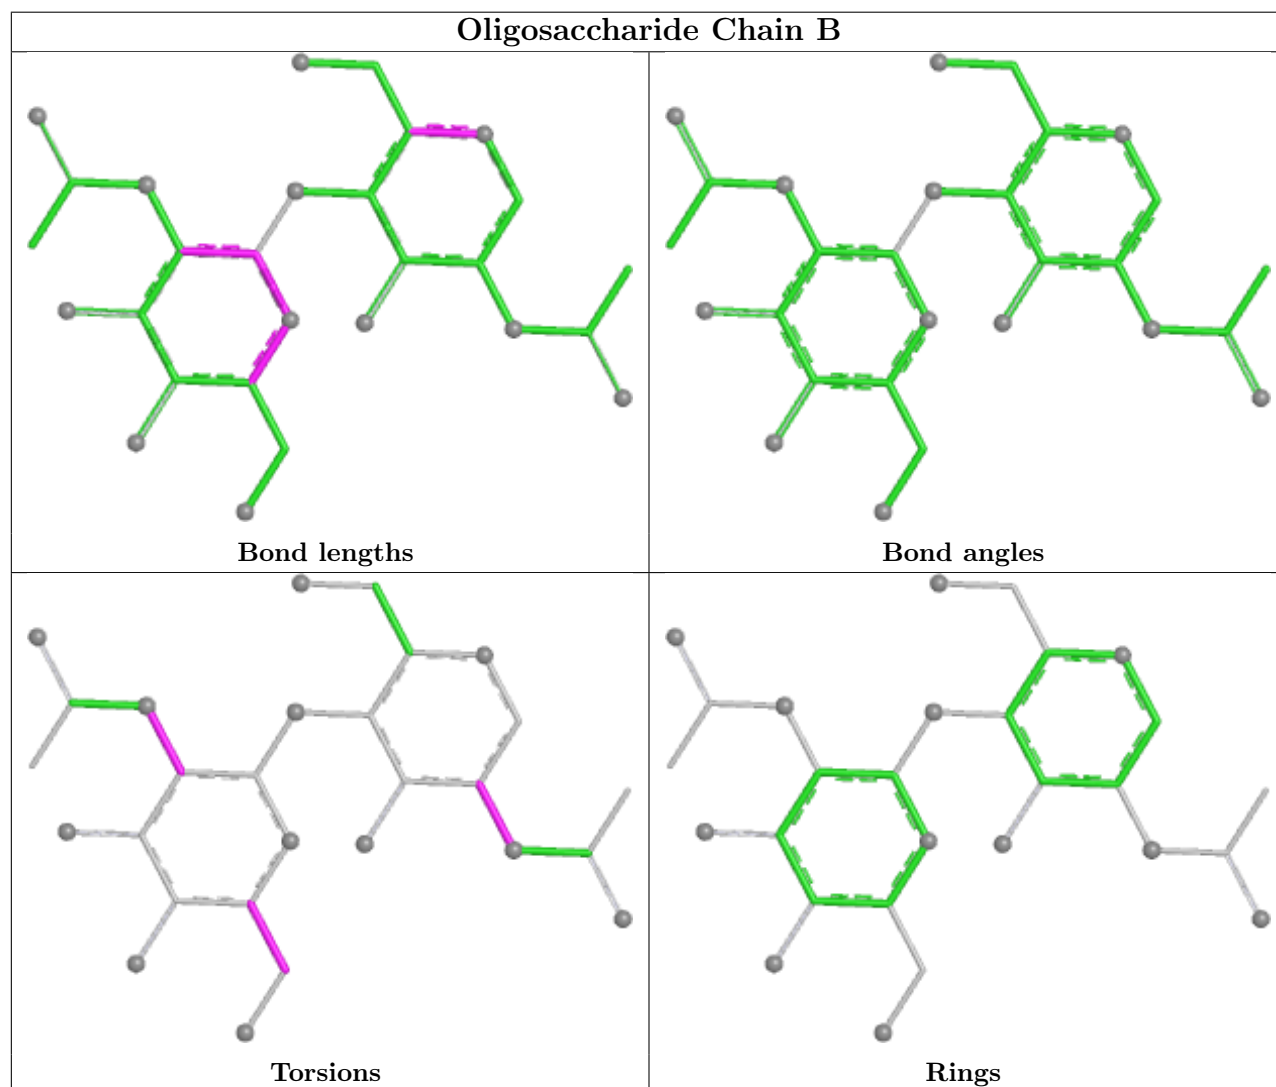 Oligosaccharide Chain B
Bond lengths
Bond angles
Torsions
Rings